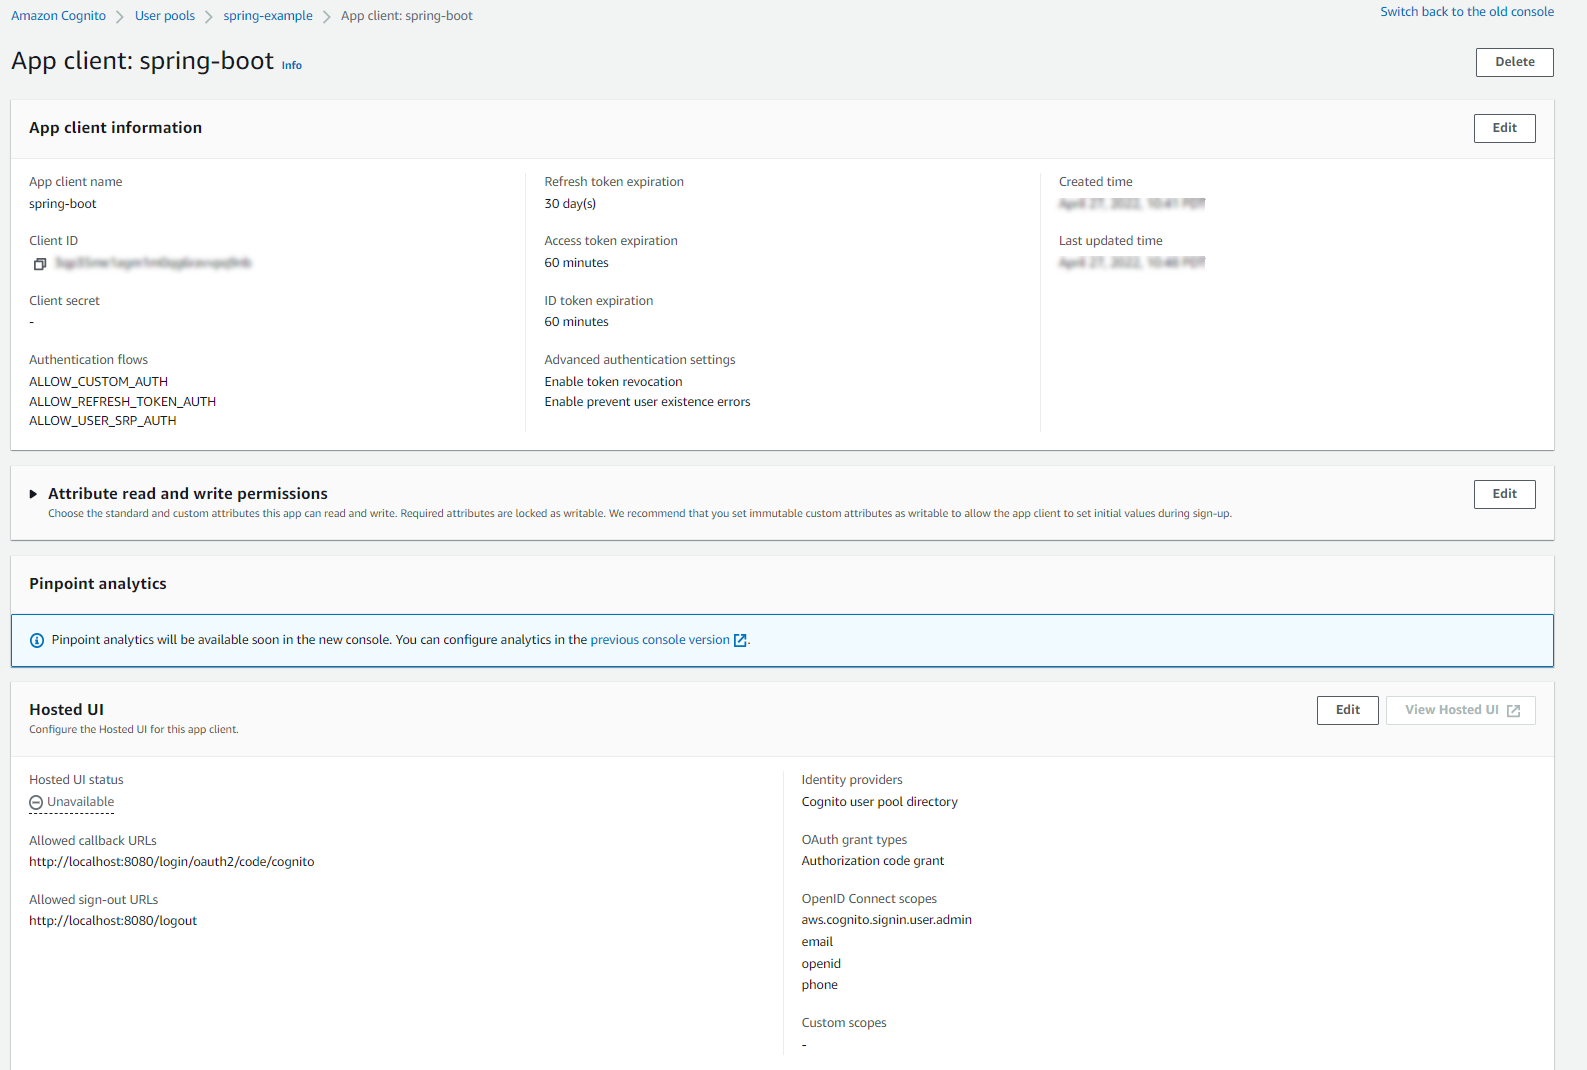 Amazon Cognito > User pools > spring-example > App client: spring-boot
Switch back to the old console
App client: spring-boot Info
Delete
App client information
Edit
App client name
spring-boot
Client ID
Client secret
-
Authentication flows
ALLOW_CUSTOM_AUTH
ALLOW_REFRESH_TOKEN_AUTH
ALLOW_USER_SRP_AUTH
Refresh token expiration
30 day(s)
Access token expiration
60 minutes
ID token expiration
60 minutes
Advanced authentication settings
Enable token revocation
Enable prevent user existence errors
Created time
Last updated time
Attribute read and write permissions
Choose the standard and custom attributes this app can read and write. Required attributes are locked as writable. We recommend that you set immutable custom attributes as writable to allow the app client to set initial values during sign-up.
Edit
Pinpoint analytics
Pinpoint analytics will be available soon in the new console. You can configure analytics in the previous console version.
Hosted UI
Configure the Hosted UI for this app client.
Edit
View Hosted UI
Hosted UI status
Unavailable
Allowed callback URLs
http://localhost:8080/login/oauth2/code/cognito
Allowed sign-out URLs
http://localhost:8080/logout
Identity providers
Cognito user pool directory
OAuth grant types
Authorization code grant
OpenID Connect scopes
aws.cognito.signin.user.admin
email
openid
phone
Custom scopes
-